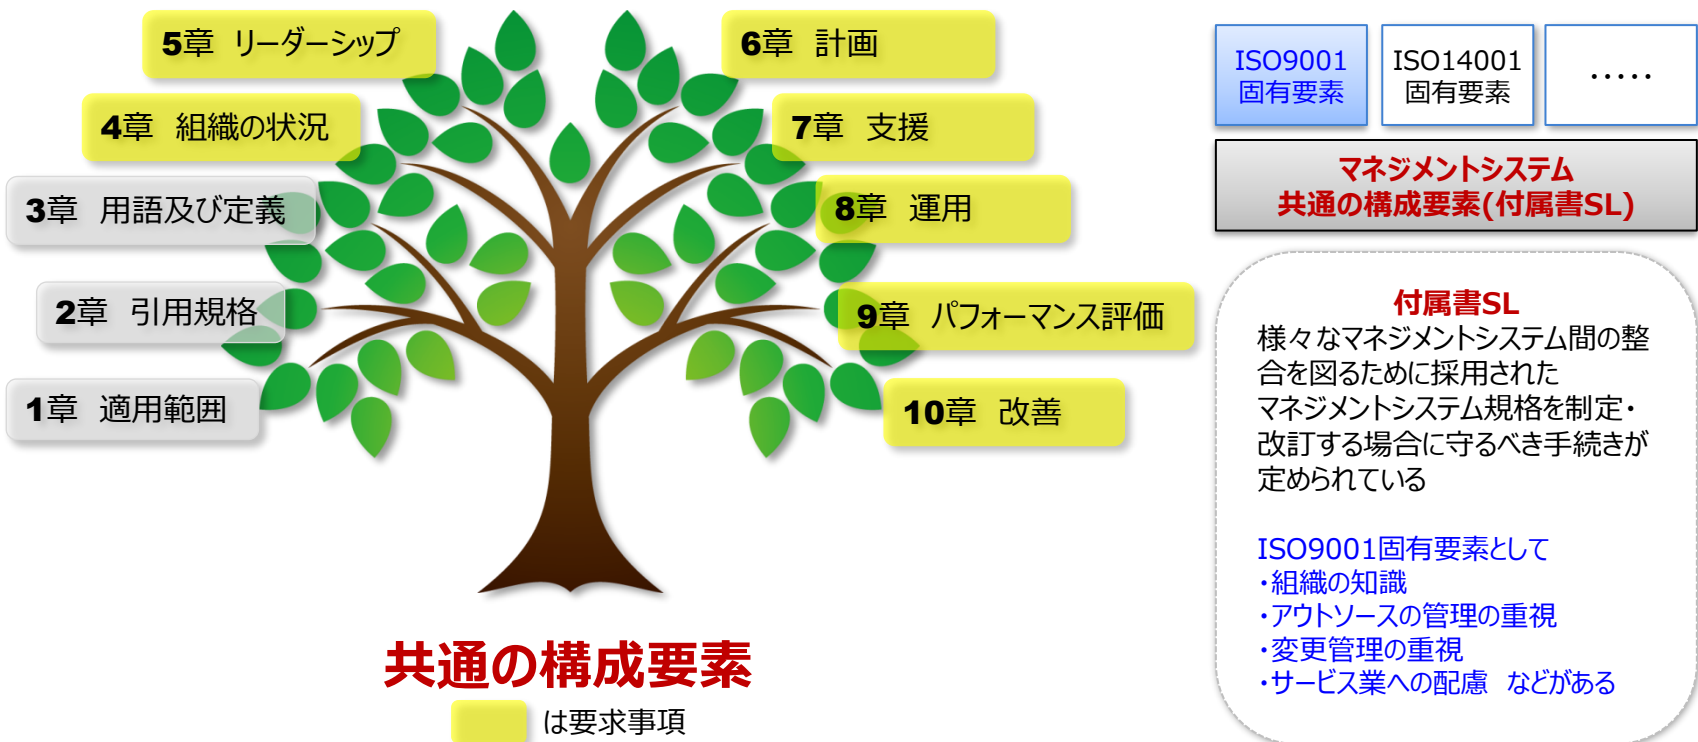 5章 リーダーシップ
4章 組織の状況
3章 用語及び定義
2章 引用規格
1章 適用範囲
6章 計画
7章 支援
8章 運用
9章 パフォーマンス評価
10章 改善
共通の構成要素
は要求事項
ISO9001
固有要素
ISO14001
固有要素
・・・・・
マネジメントシステム
共通の構成要素(付属書SL)
付属書SL
様々なマネジメントシステム間の整
合を図るために採用された
マネジメントシステム規格を制定・
改訂する場合に守るべき手続きが
定められている
ISO9001固有要素として
・組織の知識
・アウトソースの管理の重視
・変更管理の重視
・サービス業への配慮 などがある